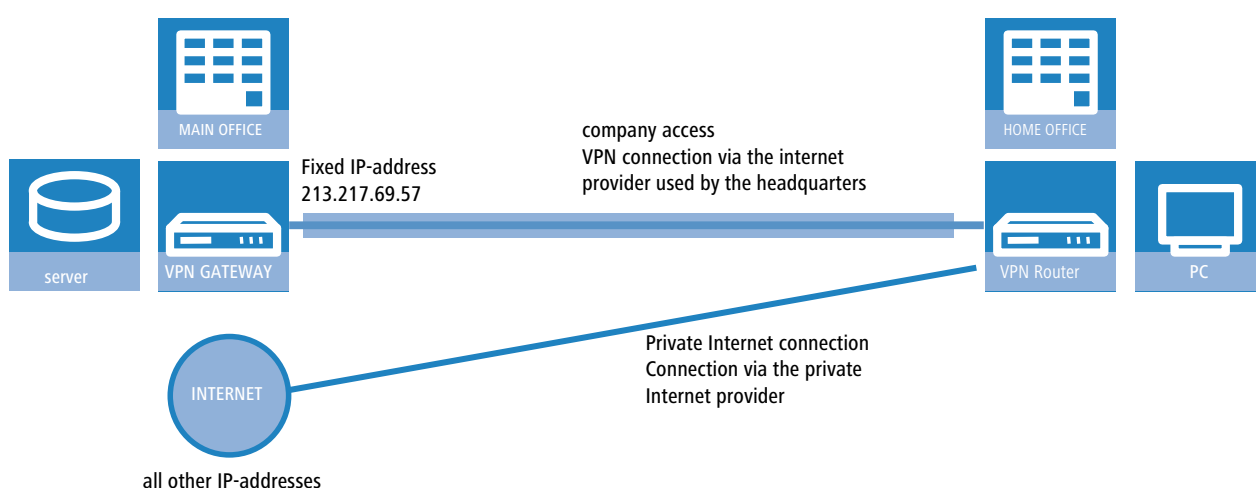 MAIN OFFICE
HOME OFFICE
company access
VPN connection via the internet
provider used by the headquarters
Fixed IP-address
213.217.69.57
server
VPN GATEWAY
VPN Router
PC
Private Internet connection
Connection via the private
Internet provider
INTERNET
all other IP-addresses